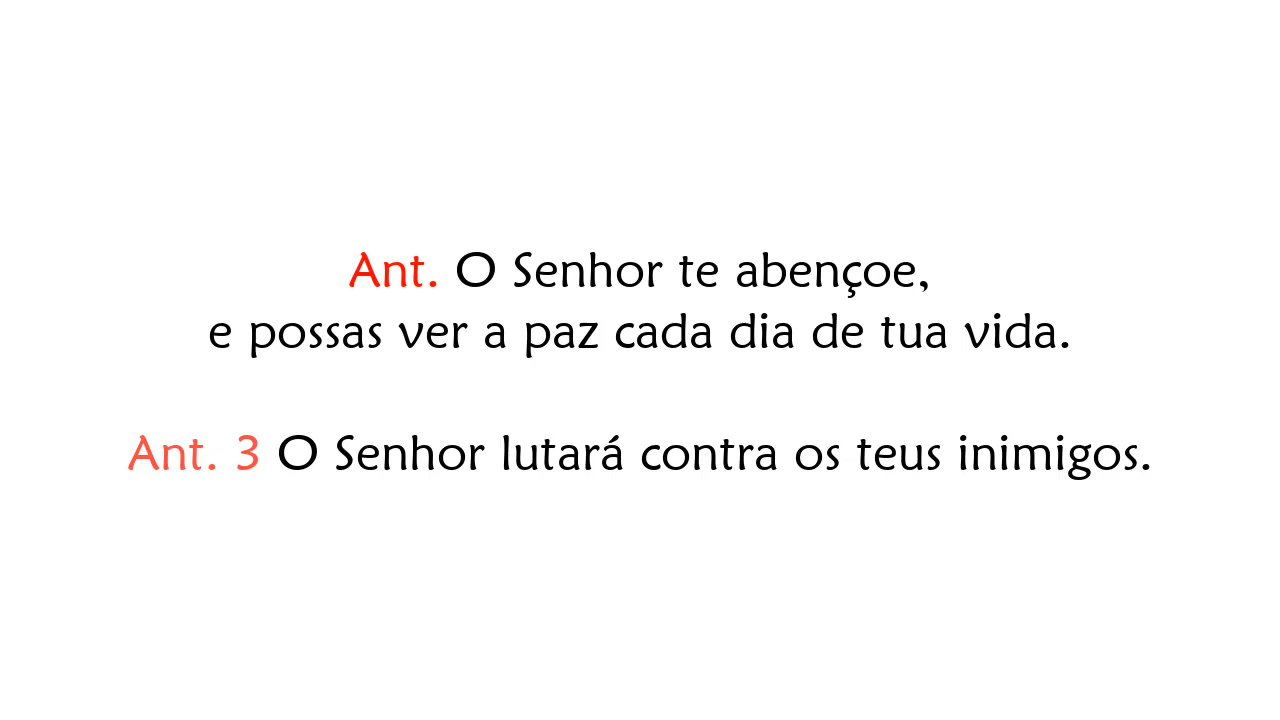 Ant. O Senhor te abençoe,
e possas ver a paz cada dia de tua vida.
Ant. 3 O Senhor lutará contra os teus inimigos.